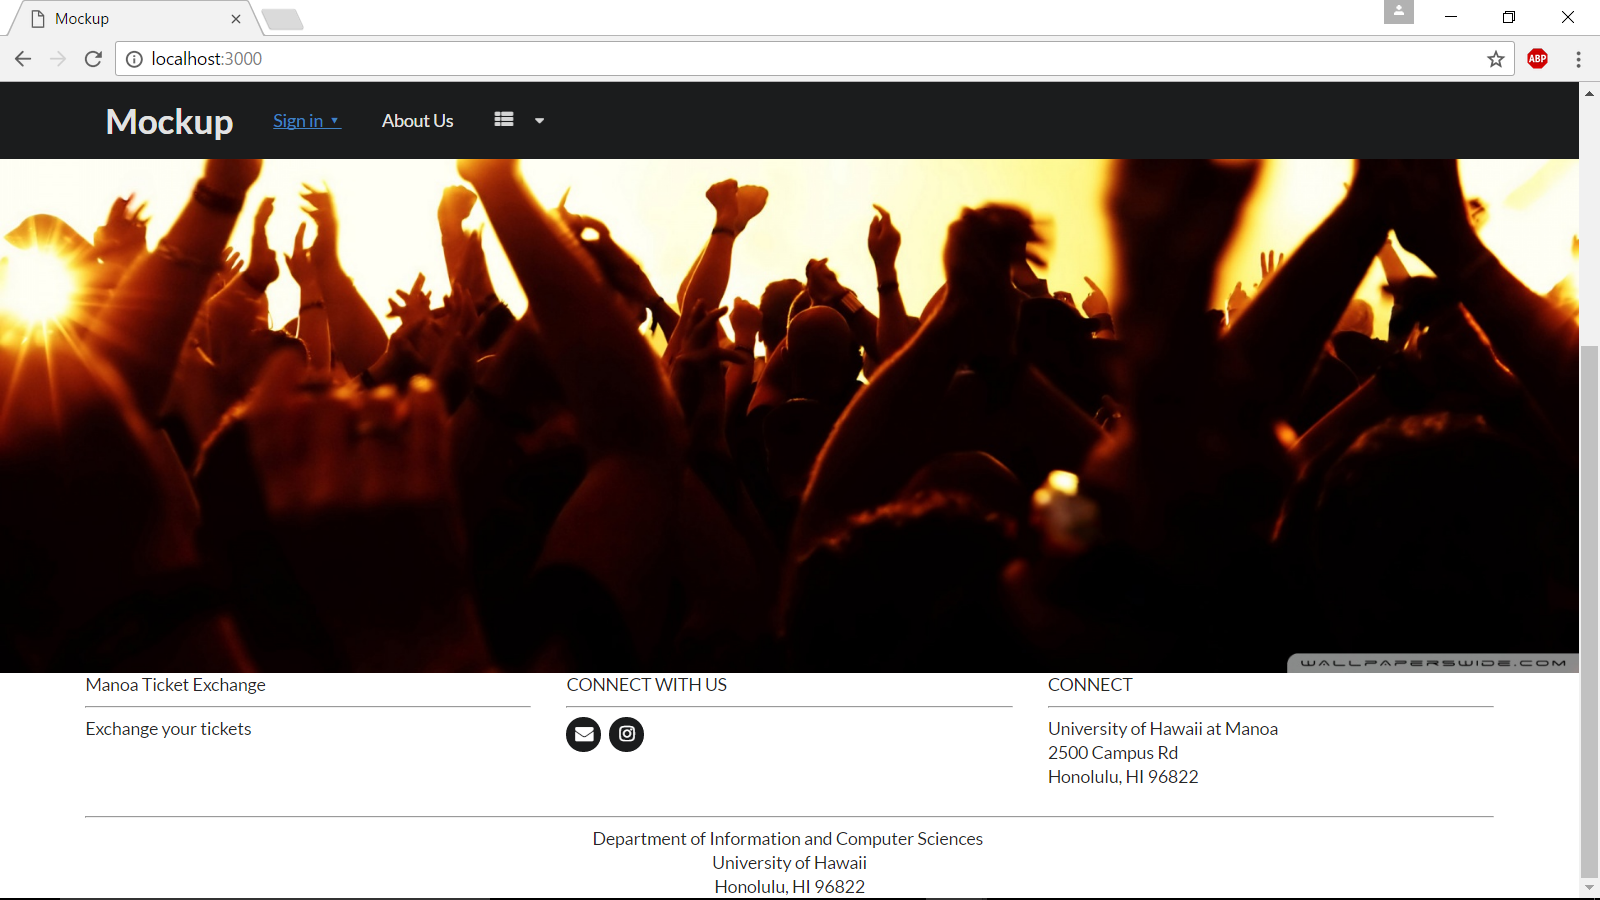 Mockup
localhost:3000
ABP
Mockup
Sign in
About Us
WALLPAPERSWIDE.COM
Manoa Ticket Exchange
Exchange your tickets
CONNECT WITH US
CONNECT
University of Hawaii at Manoa
2500 Campus Rd
Honolulu, HI 96822
Department of Information and Computer Sciences
University of Hawaii
Honolulu, HI 96822